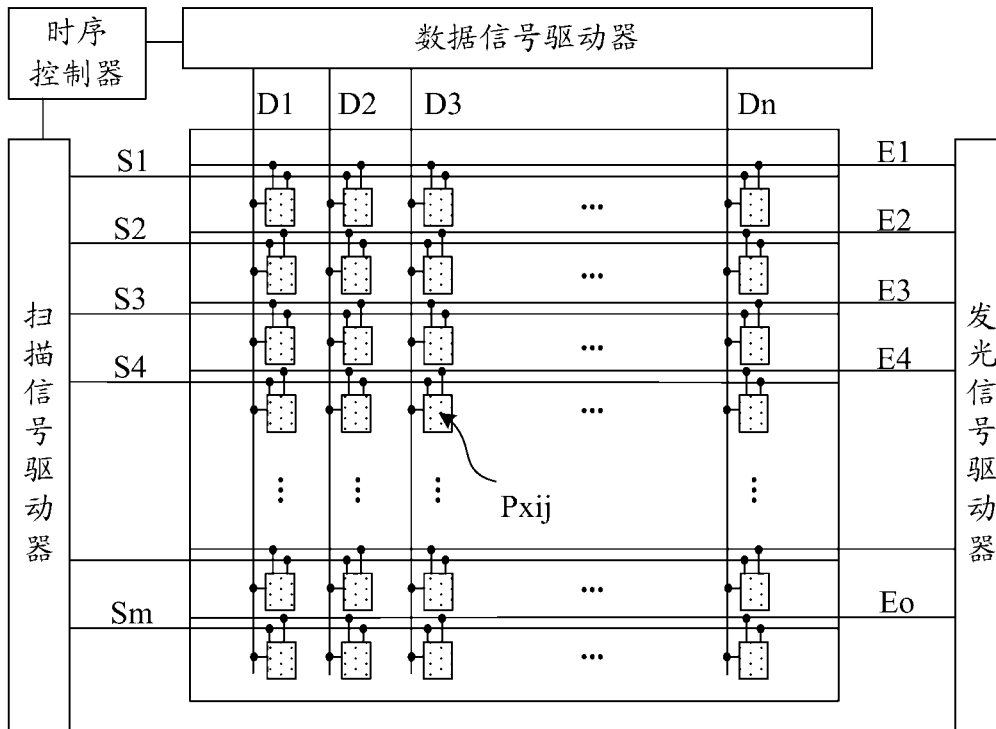 时序
控制器
数据信号驱动器
D1 D2 D3 Dn
S1 E1
S2 E2
S3 E3
S4 E4
扫描信号驱动器
发光信号驱动器
...
Pxij
Sm Eo